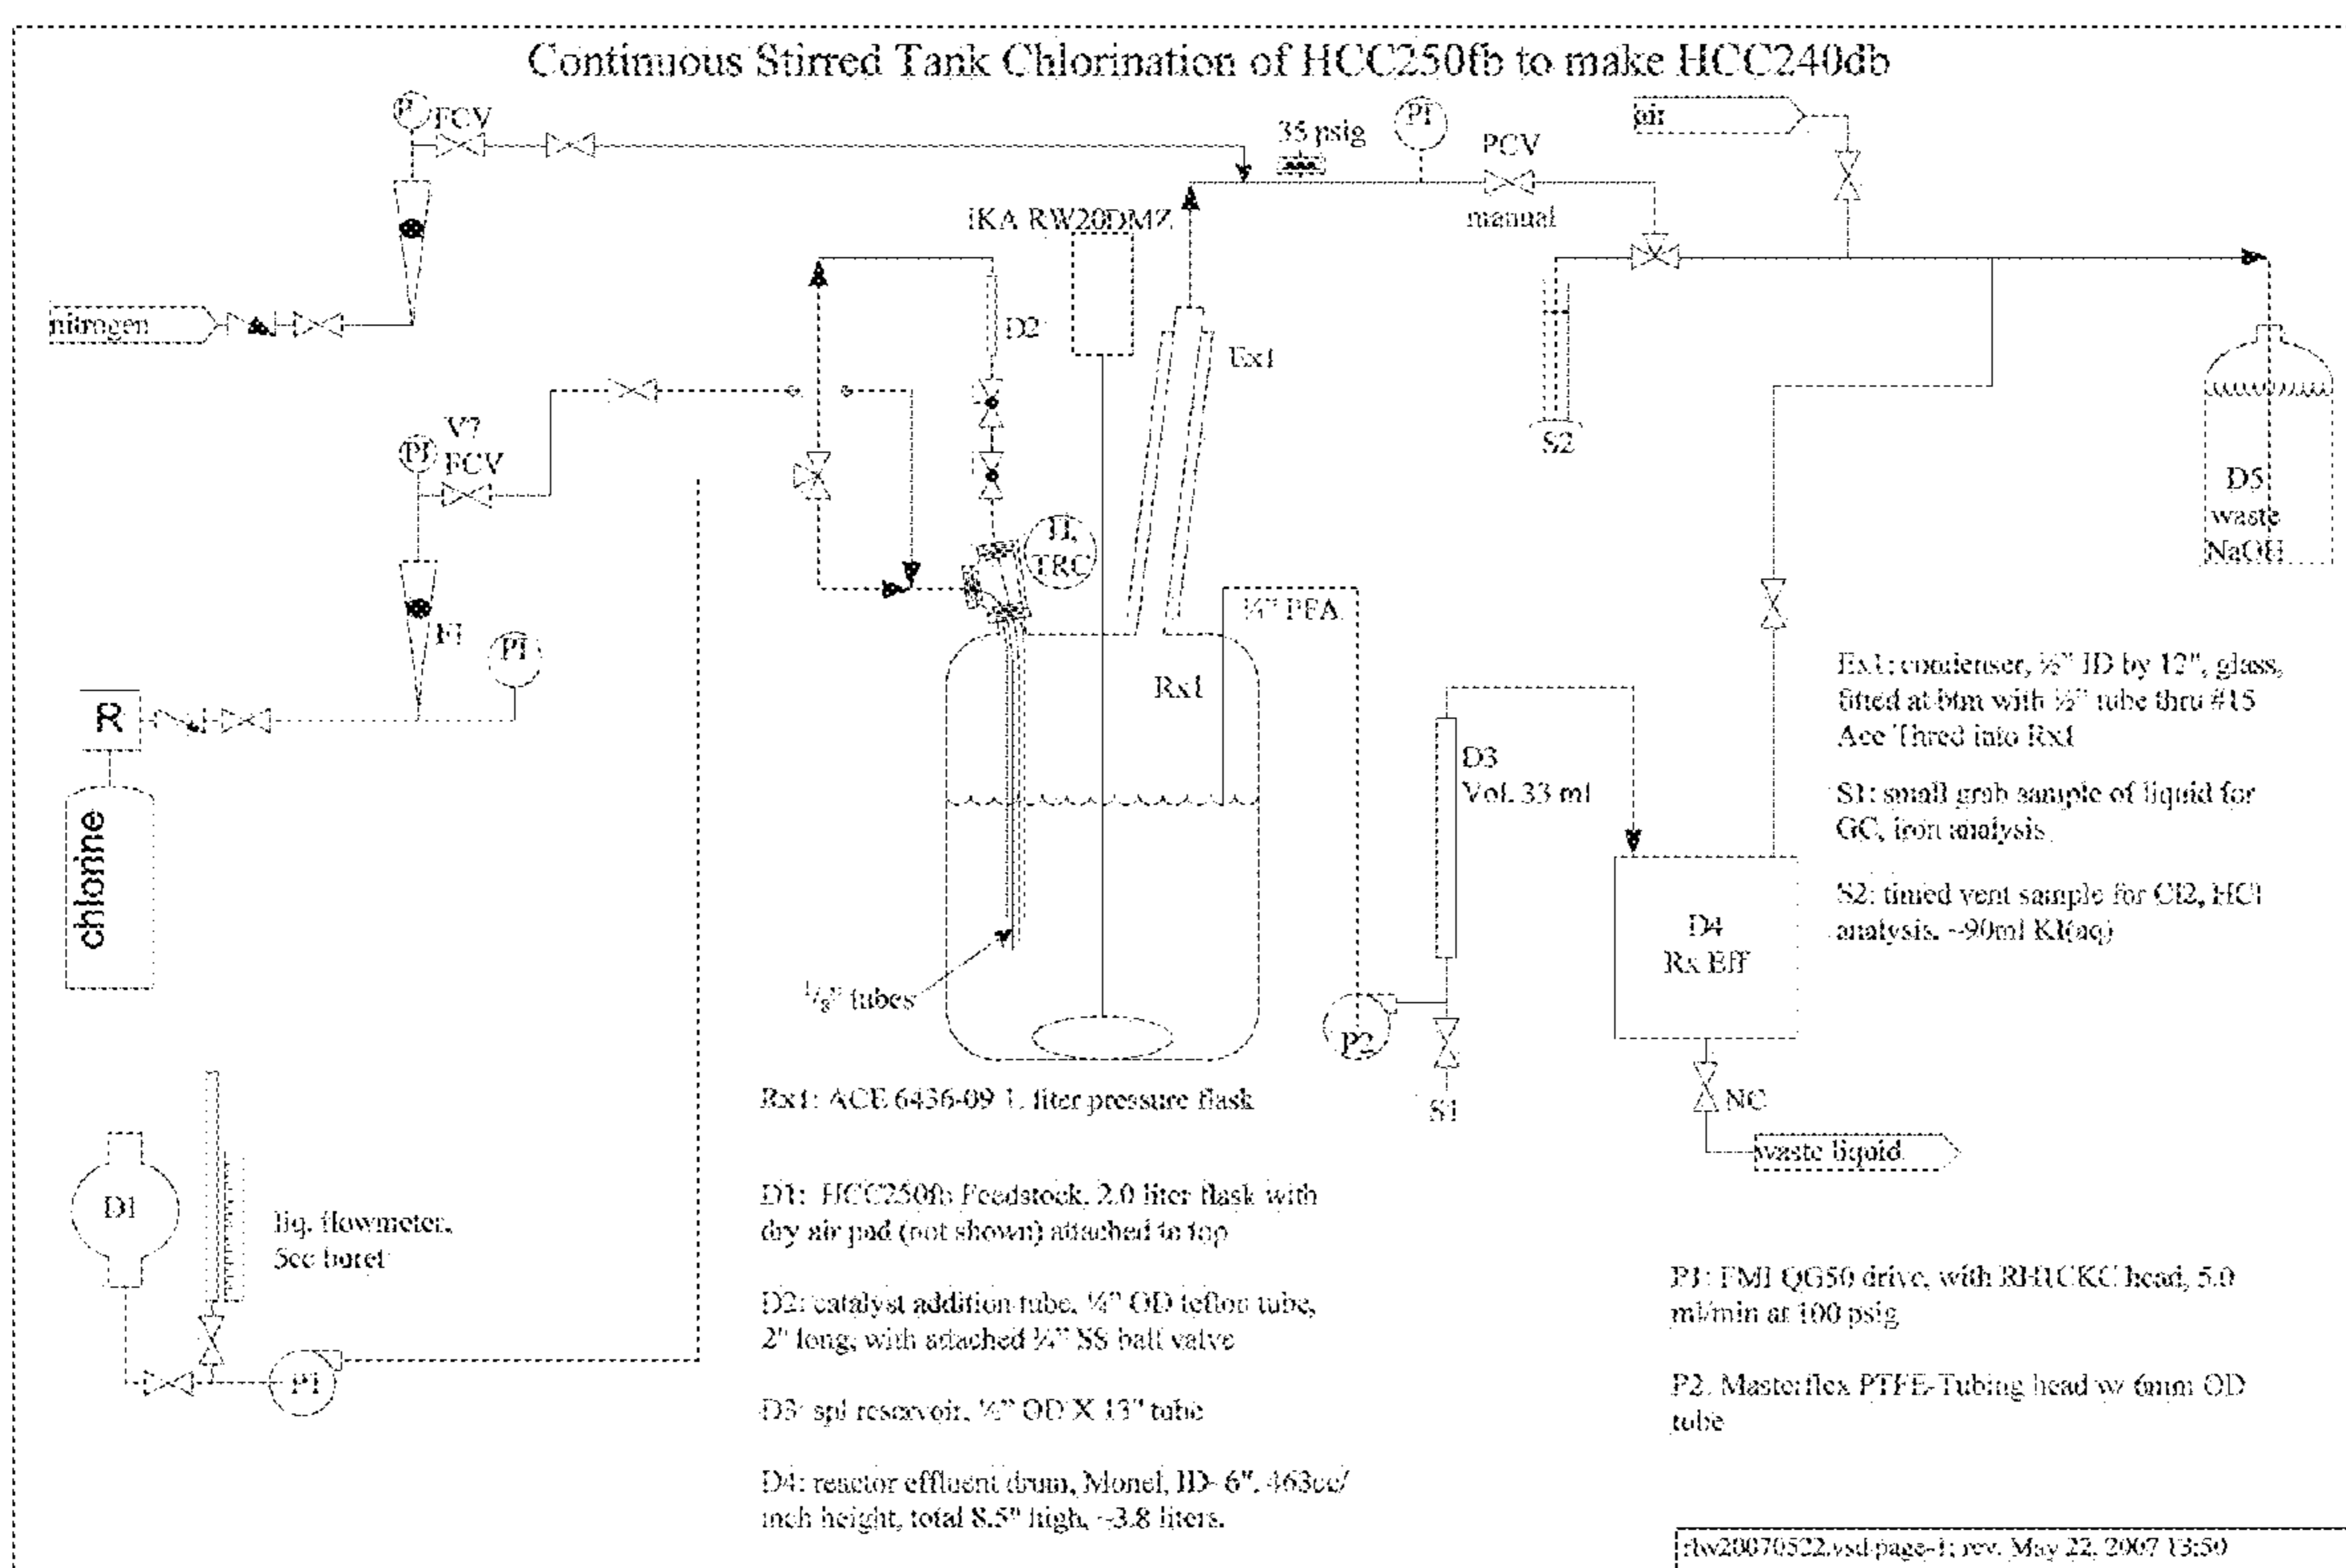 Continuous Stirred Tank Chlorination of HCC250fb to make HCC240db
FCV
35 psig
PI
PCV
manual
air
IKA RW20DMZ
nitrogen
D2
Ex1
S2
V7
PI
FCV
TI,
TRC
D5
waste
NaOH
FI
PI
¼" PFA
Rx1
R
chlorine
D3
Vol. 33 ml
D4
Rx Eff
⅛" tubes
P2
S1
NC
waste liquid
Ex1: condenser, ½" ID by 12", glass,
fitted at btm with ½" tube thru #15
Ace Thred into Rx1
S1: small grab sample of liquid for
GC, iron analysis
S2: timed vent sample for Cl2, HCl
analysis. ~90ml KI(aq)
D1
liq. flowmeter,
5cc buret
P1
Rx1: ACE 6436-09 1. liter pressure flask
D1: HCC250fb Feedstock, 2.0 liter flask with
dry air pad (not shown) attached to top
D2: catalyst addition tube, ¼" OD teflon tube,
2" long, with attached ¼" SS ball valve
D3: spl reservoir, ½" OD X 13" tube
D4: reactor effluent drum, Monel, ID- 6", 463cc/
inch height, total 8.5" high, ~3.8 liters.
P1: FMI QG50 drive, with RH1CKC head, 5.0
ml/min at 100 psig
P2. Masterflex PTFE-Tubing head w/ 6mm OD
tube
rlw20070522.vsd page-1; rev. May 22, 2007 13:50